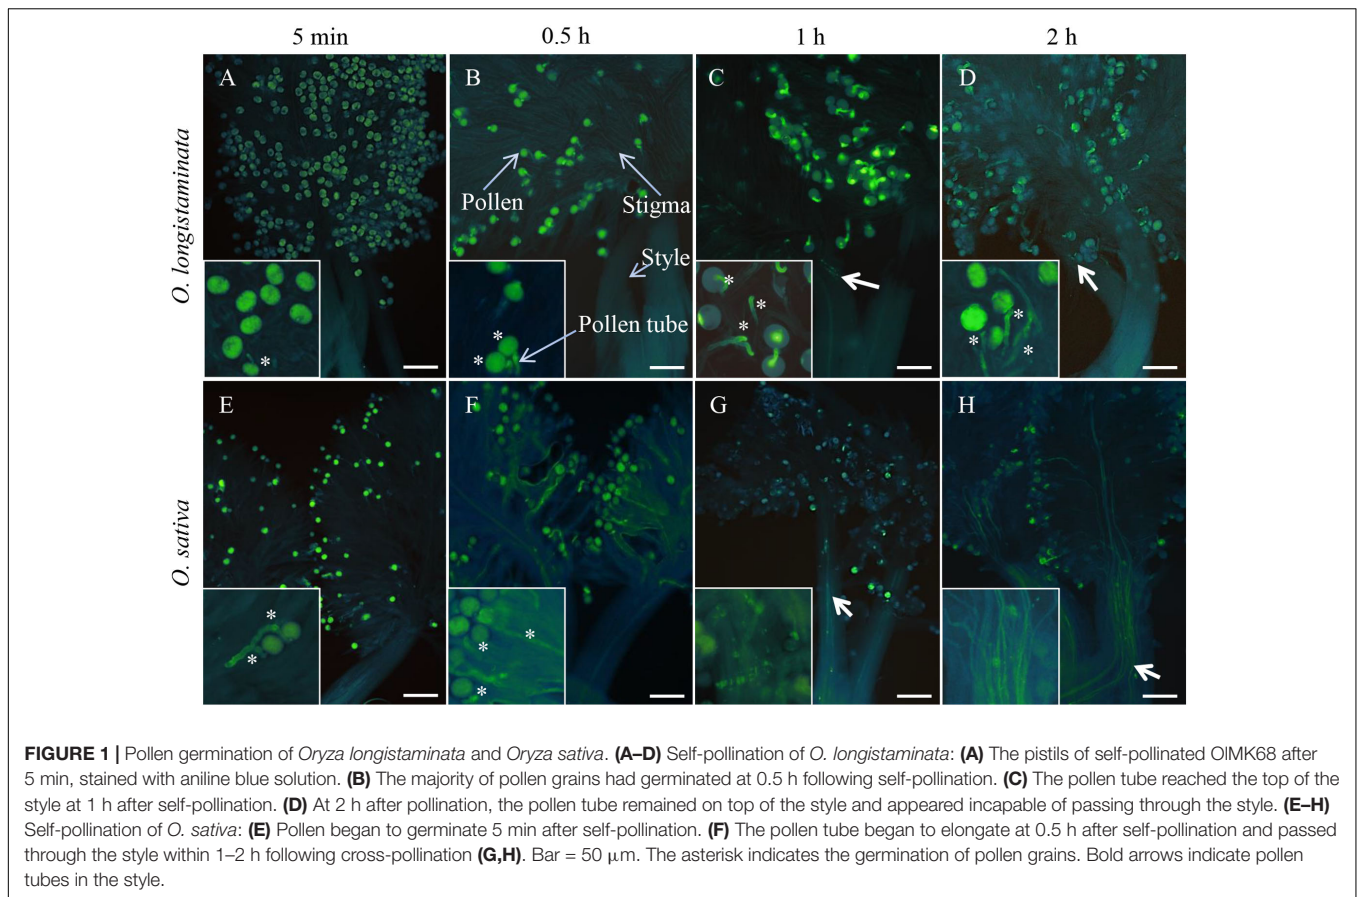 5 min 0.5 h 1 h 2 h
O. longistaminata
A B C D
Pollen Stigma
Style
Pollen tube
*
*
*
*
*
*
*
*
O. sativa
E F G H
*
*
*
*
*
FIGURE 1 | Pollen germination of Oryza longistaminata and Oryza sativa. (A–D) Self-pollination of O. longistaminata: (A) The pistils of self-pollinated OlMK68 after
5 min, stained with aniline blue solution. (B) The majority of pollen grains had germinated at 0.5 h following self-pollination. (C) The pollen tube reached the top of the
style at 1 h after self-pollination. (D) At 2 h after pollination, the pollen tube remained on top of the style and appeared incapable of passing through the style. (E–H)
Self-pollination of O. sativa: (E) Pollen began to germinate 5 min after self-pollination. (F) The pollen tube began to elongate at 0.5 h after self-pollination and passed
through the style within 1–2 h following cross-pollination (G,H). Bar = 50 μm. The asterisk indicates the germination of pollen grains. Bold arrows indicate pollen
tubes in the style.